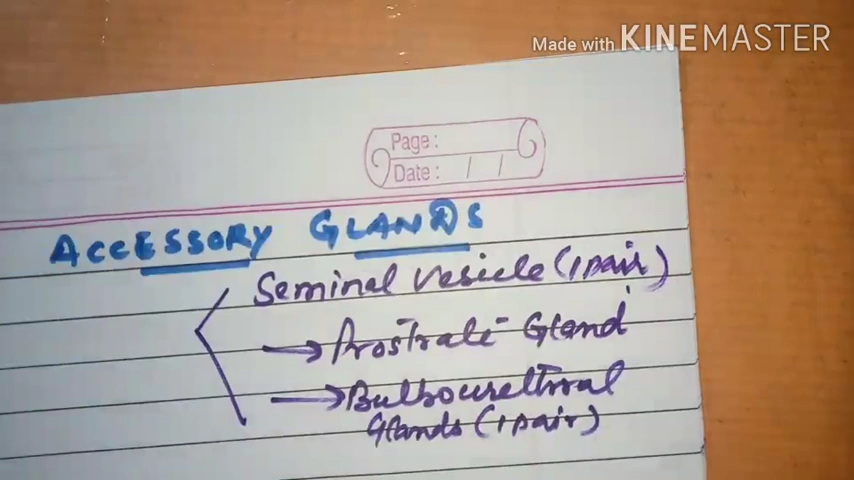 Made with KINEMASTER
Page:
Date: / /
ACCESSORY GLANDS
Seminal Vesicle (1 pair)
→ Prostrate Gland
→ Bulbourethral
Glands (1 pair)